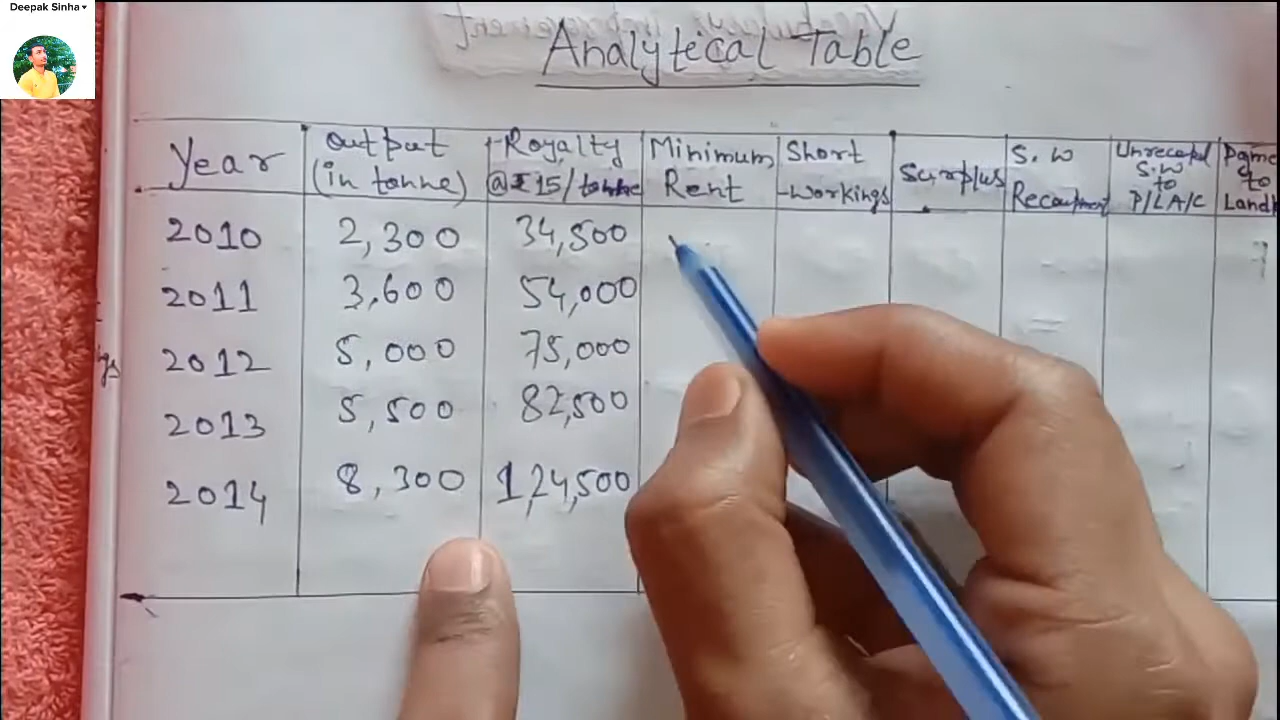 Deepak Sinha
Analytical Table
Year
Output
(in tonne)
Royalty
@ ₹ 15/tonne
Minimum
Rent
Short
-workings
Surplus
S. W
Recoupment
S.W
to
P/L A/C
to
2010 2,300 34,500
2011 3,600 54,000
2012 5,000 75,000
2013 5,500 82,500
2014 8,300 1,24,500